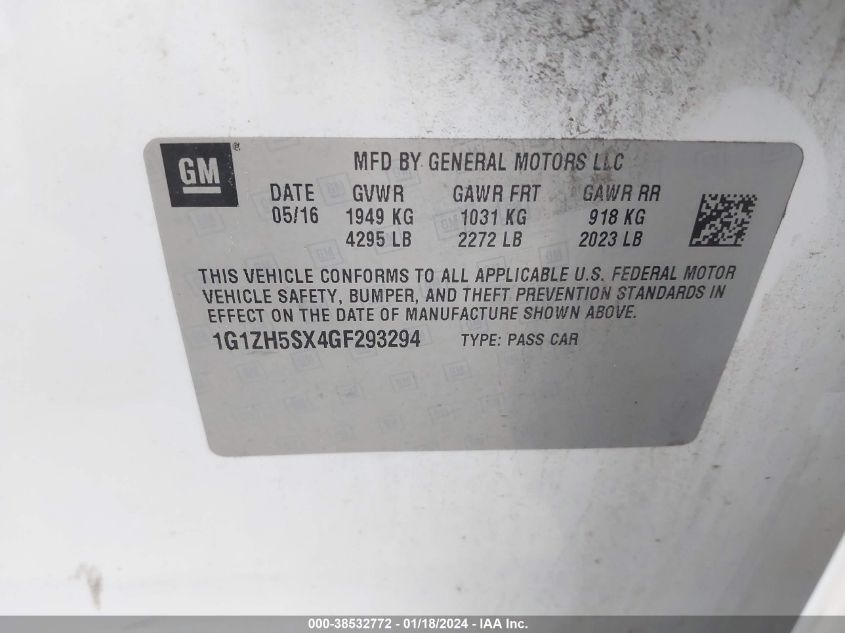 GM®
MFD BY GENERAL MOTORS LLC
DATE GVWR GAWR FRT GAWR RR
05/16 1949 KG 1031 KG 918 KG
4295 LB 2272 LB 2023 LB
THIS VEHICLE CONFORMS TO ALL APPLICABLE U.S. FEDERAL MOTOR
VEHICLE SAFETY, BUMPER, AND THEFT PREVENTION STANDARDS IN
EFFECT ON THE DATE OF MANUFACTURE SHOWN ABOVE.
1G1ZH5SX4GF293294 TYPE: PASS CAR
000-38532772 - 01/18/2024 - IAA Inc.